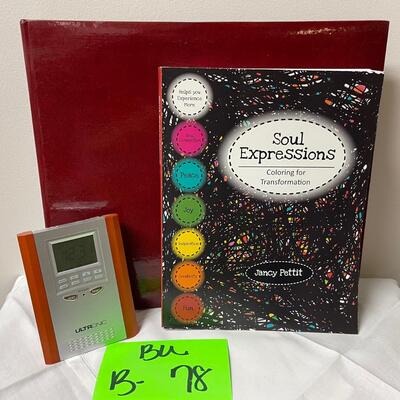 Helps you
Experience
More
Peace
Joy
Fun
Soul
Expressions
Coloring for
Transformation
Jancy Pettit
ULTRONIC
Bu
B- 78